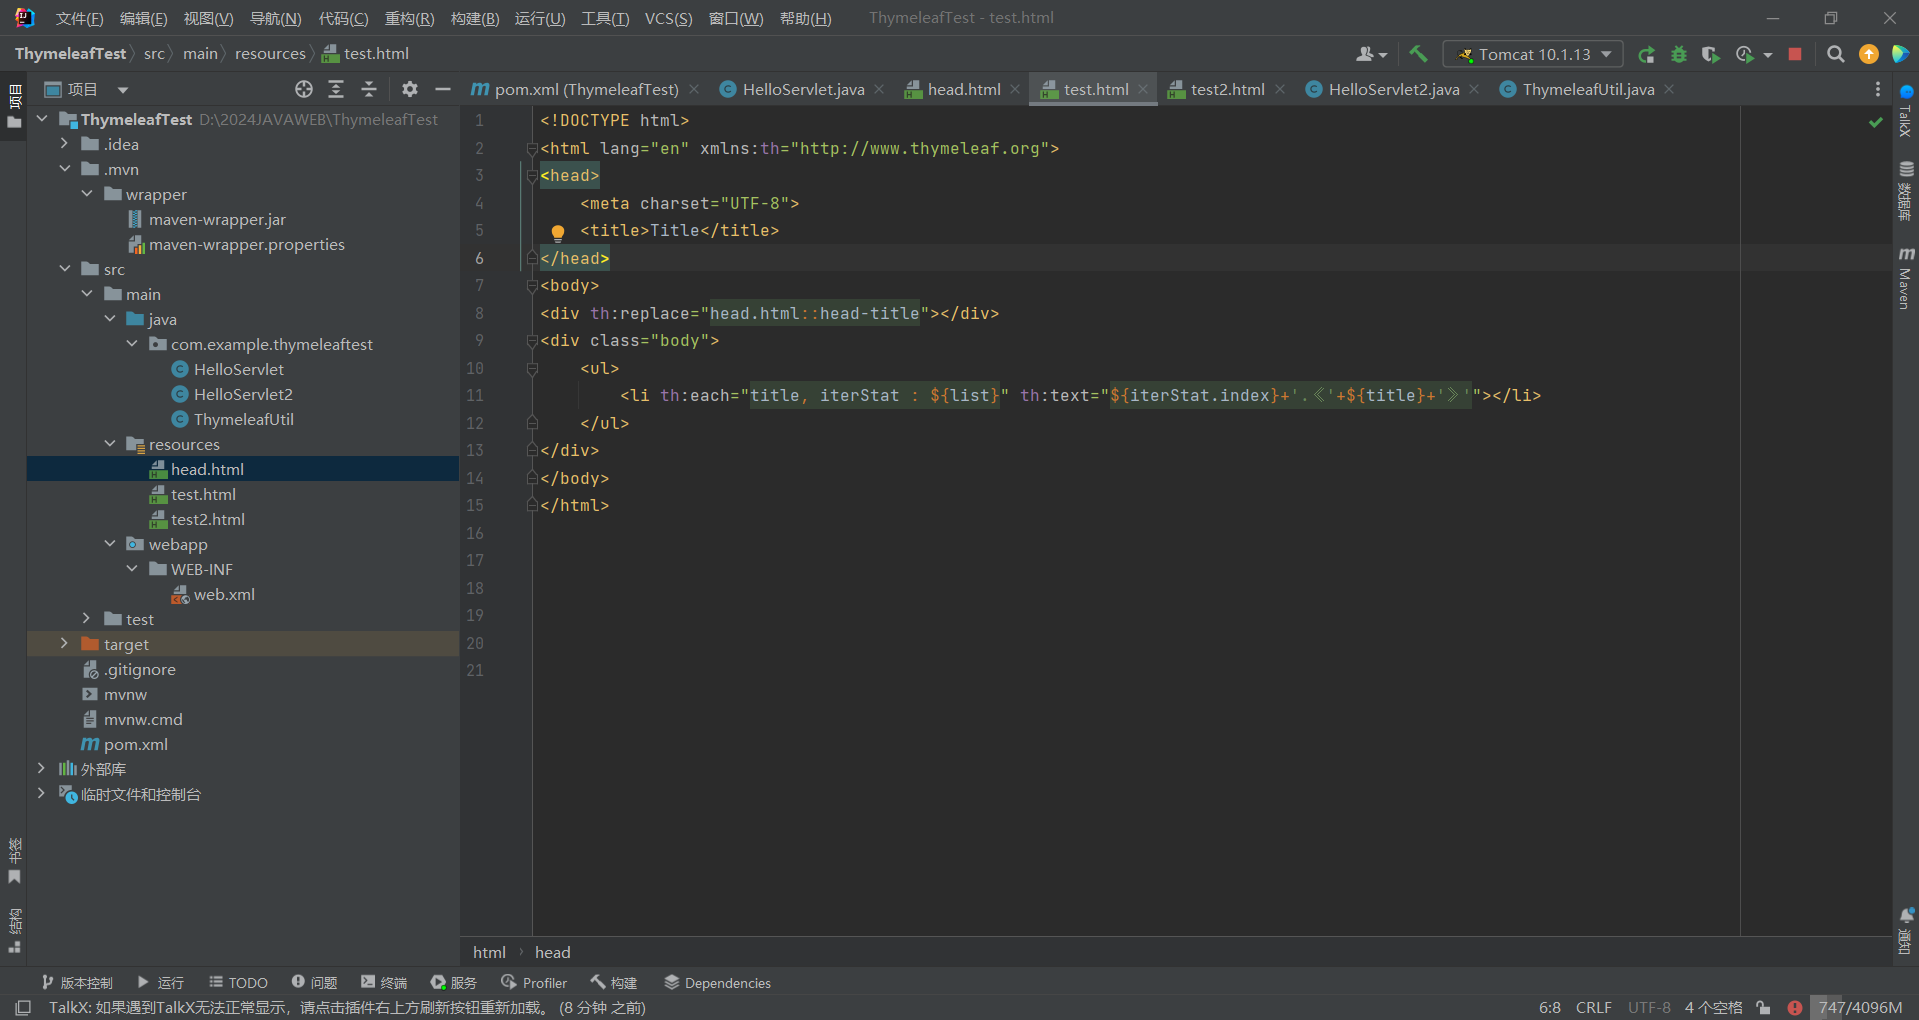 文件(F) 编辑(E) 视图(V) 导航(N) 代码(C) 重构(R) 构建(B) 运行(U) 工具(T) VCS(S) 窗口(W) 帮助(H) ThymeleafTest - test.html
ThymeleafTest src main resources test.html Tomcat 10.1.13
项目
项目
pom.xml (ThymeleafTest) HelloServlet.java head.html test.html test2.html HelloServlet2.java ThymeleafUtil.java
ThymeleafTest D:\2024JAVAWEB\ThymeleafTest
.idea
.mvn
wrapper
maven-wrapper.jar
maven-wrapper.properties
src
main
java
com.example.thymeleaftest
HelloServlet
HelloServlet2
ThymeleafUtil
resources
head.html
test.html
test2.html
webapp
WEB-INF
web.xml
test
target
.gitignore
mvnw
mvnw.cmd
pom.xml
外部库
临时文件和控制台
书签
结构
1 <!DOCTYPE html>
2 <html lang="en" xmlns:th="http://www.thymeleaf.org">
3 <head>
4 <meta charset="UTF-8">
5 <title>Title</title>
6 </head>
7 <body>
8 <div th:replace="head.html::head-title"></div>
9 <div class="body">
10 <ul>
11 <li th:each="title, iterStat : ${list}" th:text="${iterStat.index}+'.《'+${title}+'》'"></li>
12 </ul>
13 </div>
14 </body>
15 </html>
16
17
18
19
20
21
html head
TalkX
数据库
Maven
通知
版本控制 运行 TODO 问题 终端 服务 Profiler 构建 Dependencies
TalkX: 如果遇到TalkX无法正常显示，请点击插件右上方刷新按钮重新加载。 (8 分钟 之前) 6:8 CRLF UTF-8 4 个空格 747/4096M